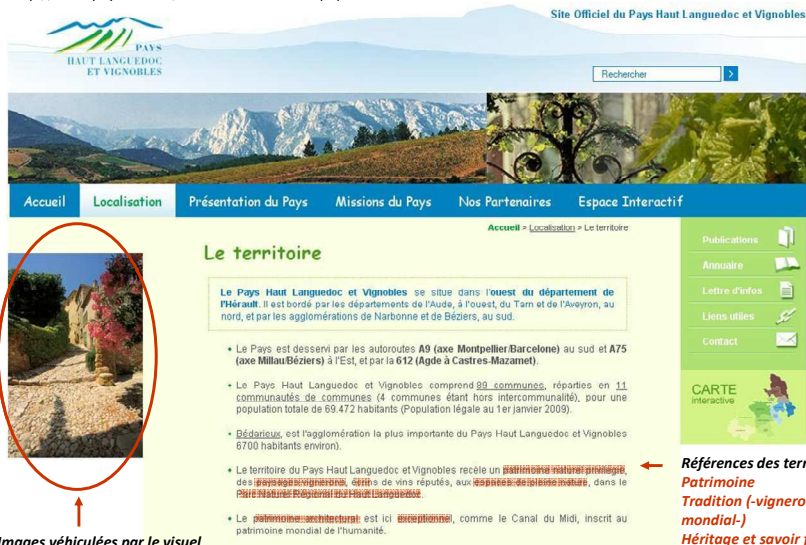 Site Officiel du Pays Haut Languedoc et Vignobles
PAYS
HAUT LANGUEDOC
ET VIGNOBLES
Rechercher
Accueil Localisation Présentation du Pays Missions du Pays Nos Partenaires Espace Interactif
Accueil > Localisation > Le territoire
Le territoire
Le Pays Haut Languedoc et Vignobles se situe dans l'ouest du département de
l'Hérault. Il est bordé par les départements de l'Aude, à l'ouest, du Tarn et de l'Aveyron, au
nord, et par les agglomérations de Narbonne et de Béziers, au sud.
• Le Pays est desservi par les autoroutes A9 (axe Montpellier/Barcelone) au sud et A75
(axe Millau/Béziers) à l'Est, et par la 612 (Agde à Castres-Mazamet).
• Le Pays Haut Languedoc et Vignobles comprend 89 communes, réparties en 11
communautés de communes (4 communes étant hors intercommunalité), pour une
population totale de 69.472 habitants (Population légale au 1er janvier 2009).
• Bédarieux, est l'agglomération la plus importante du Pays Haut Languedoc et Vignobles
6700 habitants environ).
• Le territoire du Pays Haut Languedoc et Vignobles recèle un patrimoine naturel privilégié,
des paysages vignerons, écrins de vins réputés, aux espaces de pleine nature, dans le
Parc Naturel Régional du Haut Languedoc.
• Le patrimoine architectural est ici exceptionnel, comme le Canal du Midi, inscrit au
patrimoine mondial de l'humanité.
Publications
Annuaire
Lettre d'infos
Liens utiles
Contact
CARTE
interactive
Références des terr
Patrimoine
Tradition (-vignero
mondial-)
Héritage et savoir f
Images véhiculées par le visuel